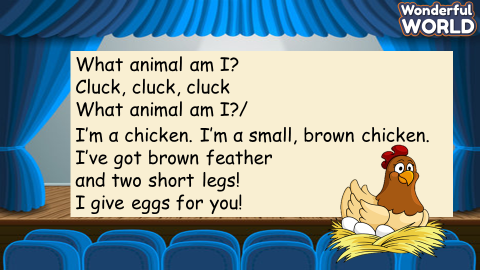 Wonderful
WORLD
What animal am I?
Cluck, cluck, cluck
What animal am I?/
I'm a chicken. I'm a small, brown chicken.
I've got brown feather
and two short legs!
I give eggs for you!